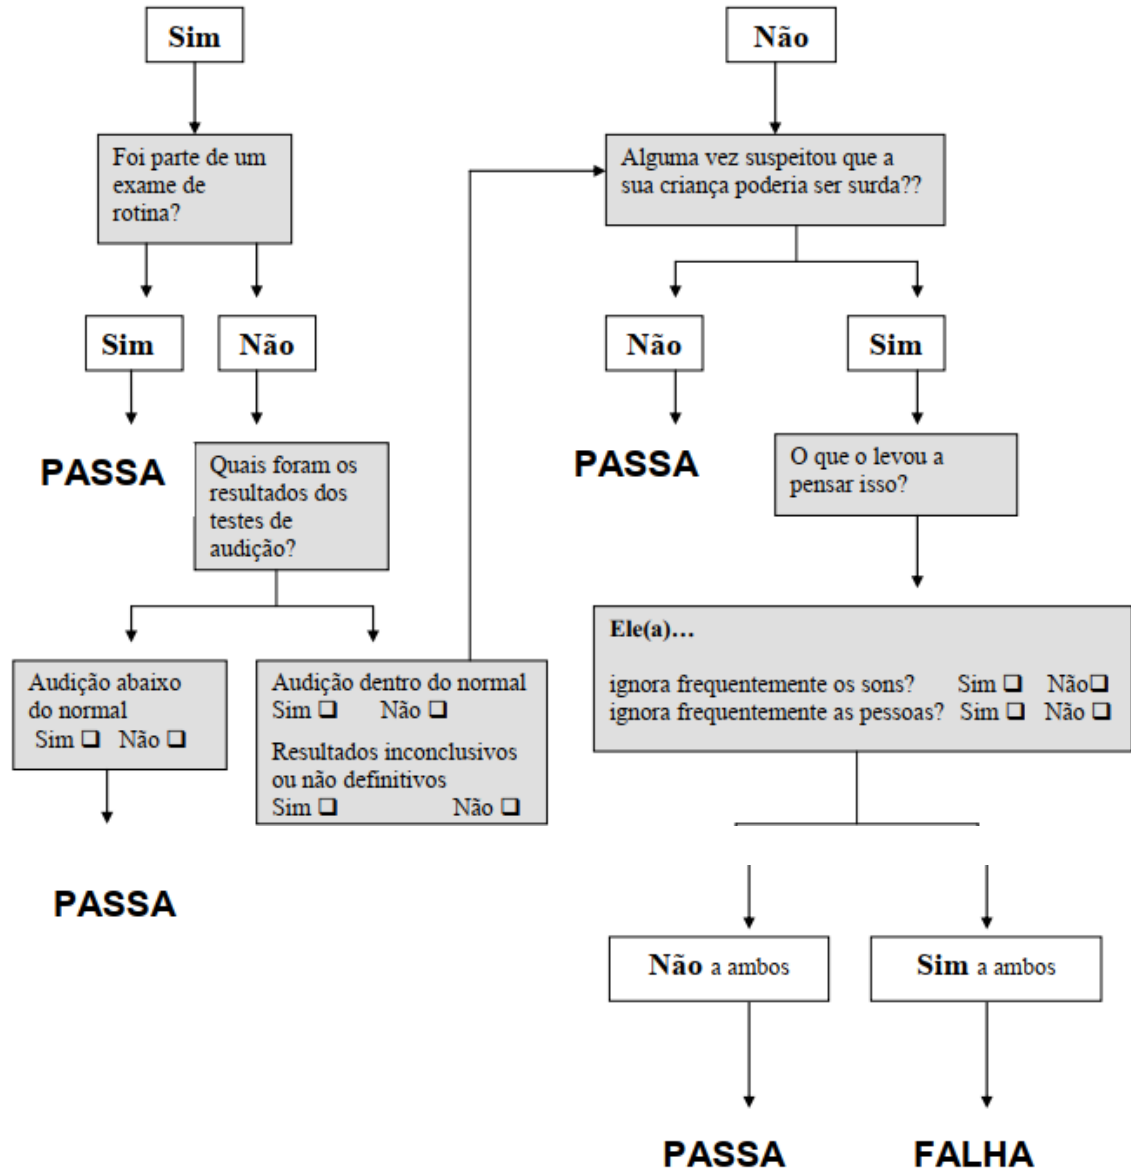 Sim
Não
Foi parte de um
exame de
rotina?
Alguma vez suspeitou que a
sua criança poderia ser surda??
Sim
Não
Não
Sim
PASSA
Quais foram os
resultados dos
testes de
audição?
PASSA
O que o levou a
pensar isso?
Audição abaixo
do normal
Sim ❑ Não ❑
Audição dentro do normal
Sim ❑ Não ❑
Resultados inconclusivos
ou não definitivos
Sim ❑ Não ❑
Ele(a)…
ignora frequentemente os sons? Sim ❑ Não❑
ignora frequentemente as pessoas? Sim ❑ Não ❑
PASSA
Não a ambos
Sim a ambos
PASSA
FALHA